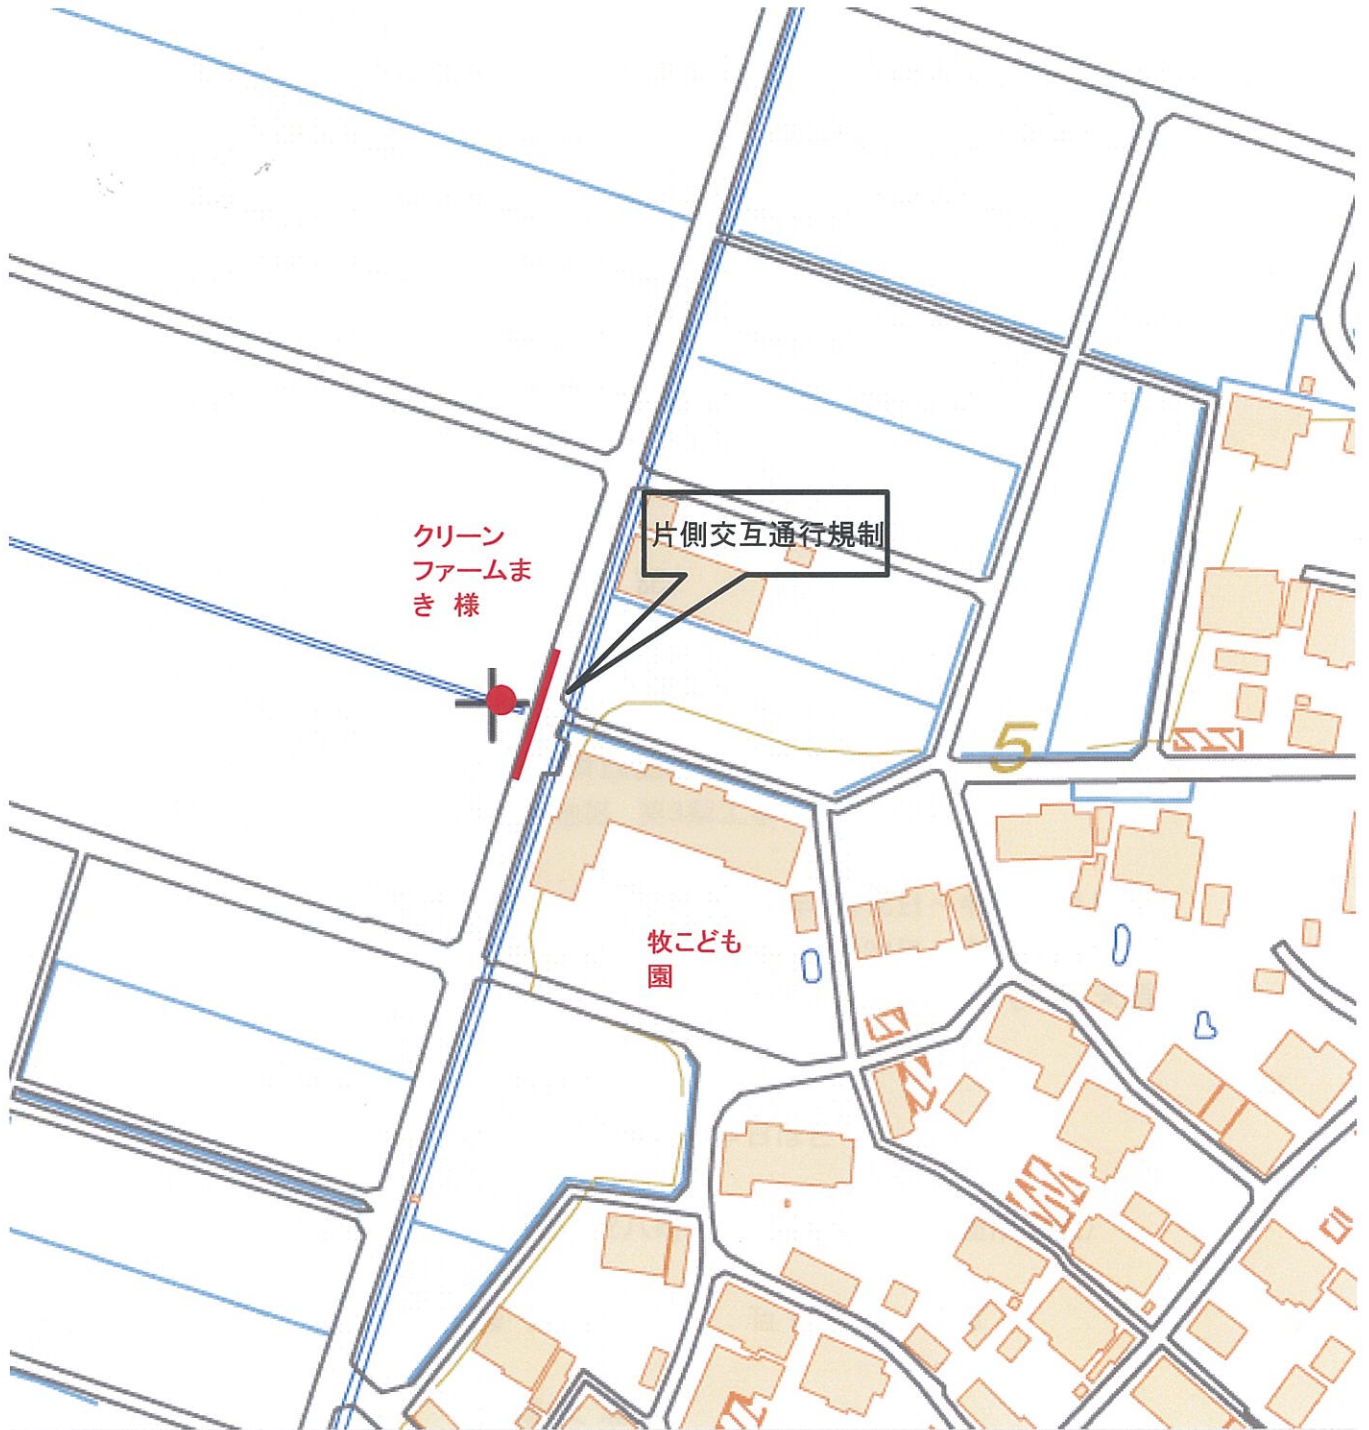 片側交互通行規制
クリーン
ファームま
き 様
5
牧こども
園